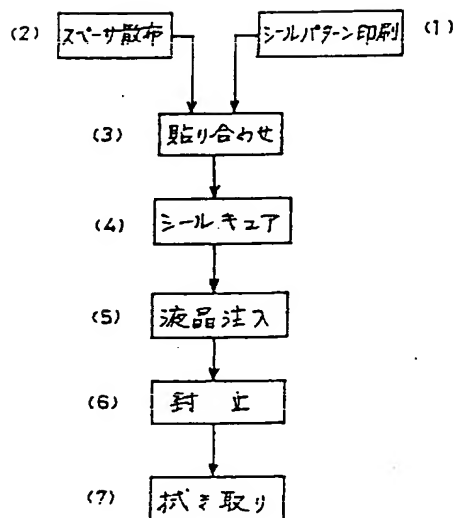 (2) スペーサ散布 シールパターン印刷 (1)
(3) 貼り合わせ
(4) シールキュア
(5) 液晶注入
(6) 封止
(7) 拭き取り